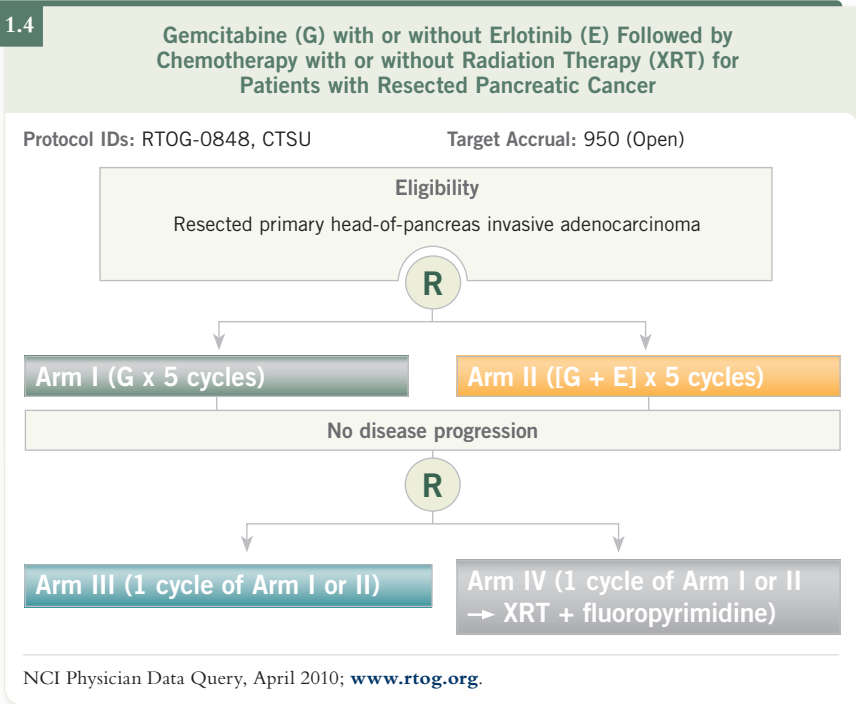 1.4
Gemcitabine (G) with or without Erlotinib (E) Followed by
Chemotherapy with or without Radiation Therapy (XRT) for
Patients with Resected Pancreatic Cancer
Protocol IDs: RTOG-0848, CTSU
Target Accrual: 950 (Open)
Eligibility
Resected primary head-of-pancreas invasive adenocarcinoma
R
Arm I (G x 5 cycles)
Arm II ([G + E] x 5 cycles)
No disease progression
R
Arm III (1 cycle of Arm I or II)
Arm IV (1 cycle of Arm I or II
→ XRT + fluoropyrimidine)
NCI Physician Data Query, April 2010; www.rtog.org.